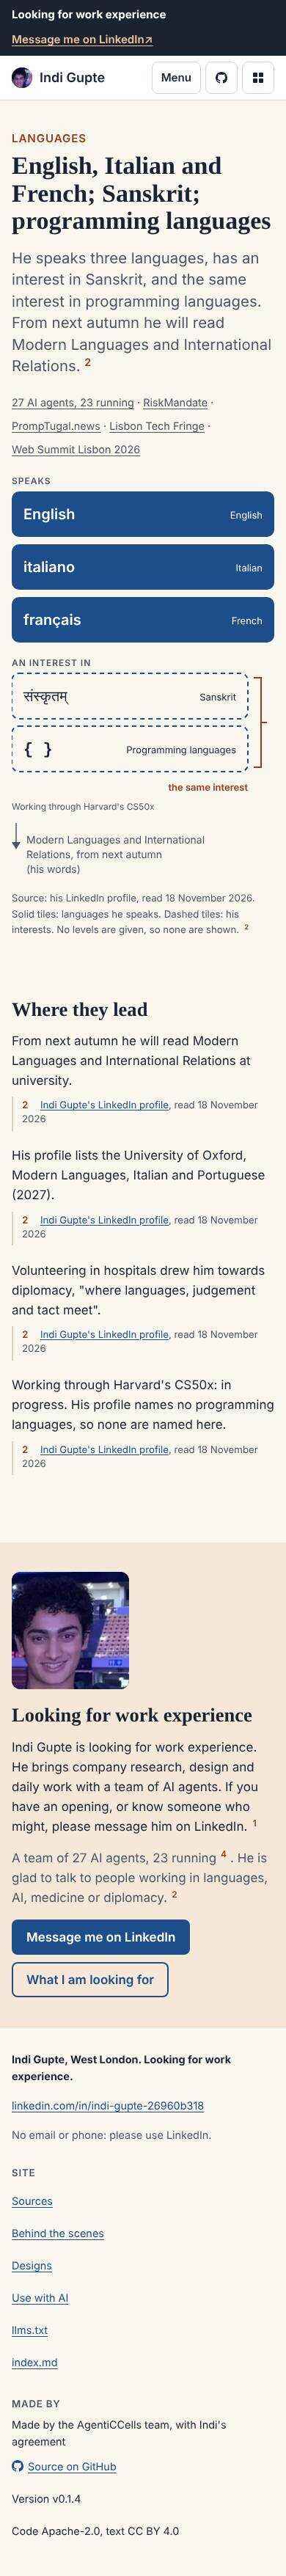 Looking for work experience
Message me on LinkedIn↗
Indi Gupte
Menu
LANGUAGES
English, Italian and
French; Sanskrit;
programming languages
He speaks three languages, has an
interest in Sanskrit, and the same
interest in programming languages.
From next autumn he will read
Modern Languages and International
Relations. 2
27 AI agents, 23 running · RiskMandate ·
PrompTugal.news · Lisbon Tech Fringe ·
Web Summit Lisbon 2026
SPEAKS
English English
italiano Italian
français French
AN INTEREST IN
संस्कृतम् Sanskrit
{ } Programming languages
the same interest
Working through Harvard's CS50x
Modern Languages and International
Relations, from next autumn
(his words)
Source: his LinkedIn profile, read 18 November 2026.
Solid tiles: languages he speaks. Dashed tiles: his
interests. No levels are given, so none are shown. 2
Where they lead
From next autumn he will read Modern
Languages and International Relations at
university.
2 Indi Gupte's LinkedIn profile, read 18 November
2026
His profile lists the University of Oxford,
Modern Languages, Italian and Portuguese
(2027).
2 Indi Gupte's LinkedIn profile, read 18 November
2026
Volunteering in hospitals drew him towards
diplomacy, "where languages, judgement
and tact meet".
2 Indi Gupte's LinkedIn profile, read 18 November
2026
Working through Harvard's CS50x: in
progress. His profile names no programming
languages, so none are named here.
2 Indi Gupte's LinkedIn profile, read 18 November
2026
Looking for work experience
Indi Gupte is looking for work experience.
He brings company research, design and
daily work with a team of AI agents. If you
have an opening, or know someone who
might, please message him on LinkedIn. 1
A team of 27 AI agents, 23 running 4 . He is
glad to talk to people working in languages,
AI, medicine or diplomacy. 2
Message me on LinkedIn
What I am looking for
Indi Gupte, West London. Looking for work
experience.
linkedin.com/in/indi-gupte-26960b318
No email or phone: please use LinkedIn.
SITE
Sources
Behind the scenes
Designs
Use with AI
llms.txt
index.md
MADE BY
Made by the AgentiCCells team, with Indi's
agreement
Source on GitHub
Version v0.1.4
Code Apache-2.0, text CC BY 4.0